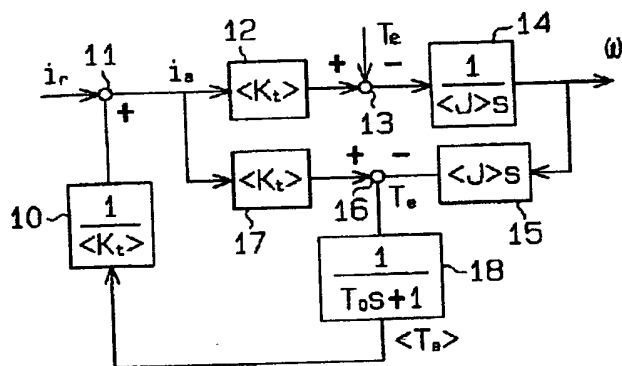 12
T_e
14
11
i_r
i_a
<K_t>
+
−
1
<J>s
ω
+
13
<K_t>
+
−
<J>s
10
1
<K_t>
17
16
T_e
15
1
T_0s+1
18
<T_e>